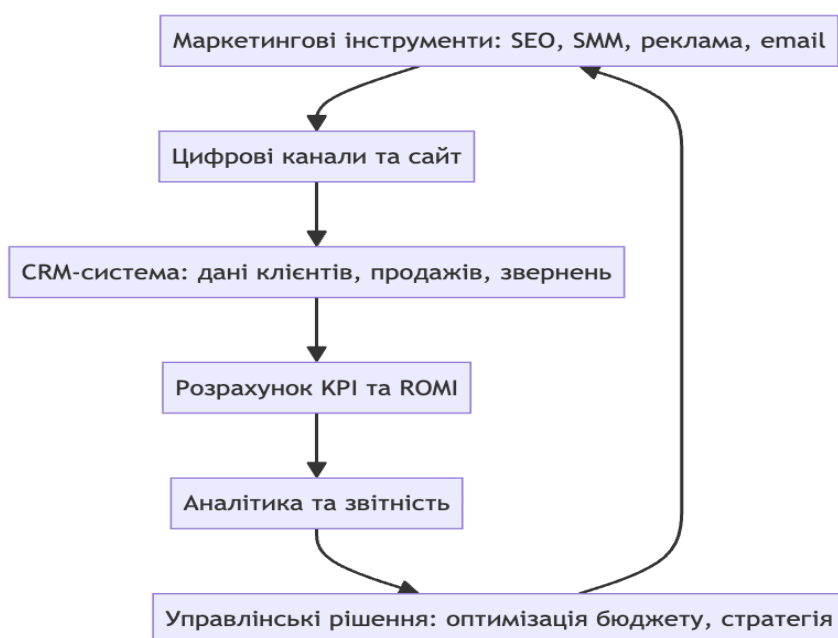 Маркетингові інструменти: SEO, SMM, реклама, email
Цифрові канали та сайт
CRM-система: дані клієнтів, продажів, звернень
Розрахунок KPI та ROMI
Аналітика та звітність
Управлінські рішення: оптимізація бюджету, стратегія